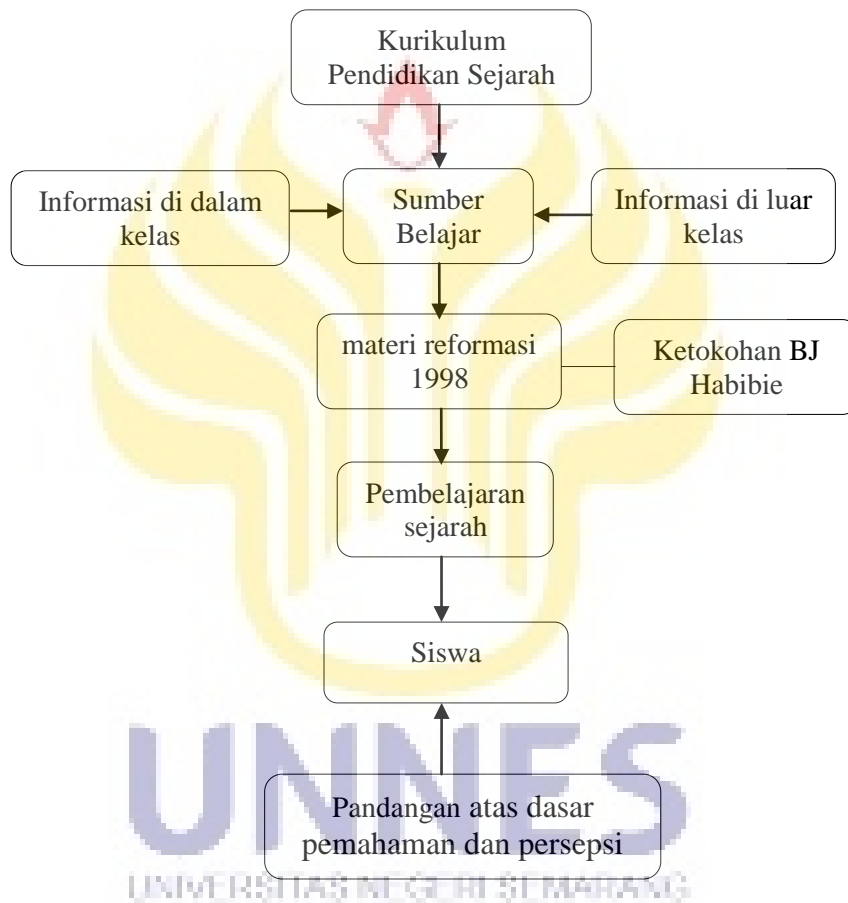 Kurikulum
Pendidikan Sejarah
Informasi di dalam
kelas
Sumber
Belajar
Informasi di luar
kelas
materi reformasi
1998
Ketokohan BJ
Habibie
Pembelajaran
sejarah
Siswa
Pandangan atas dasar
pemahaman dan persepsi
UNNES
UNIVERSITAS NEGERI SEMARANG